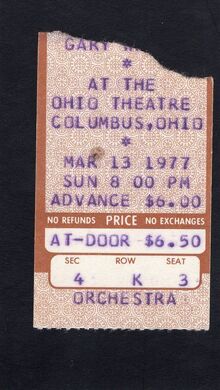 GARY
*
AT THE
OHIO THEATRE
COLUMBUS, OHIO
*
MAR 13 1977
SUN 8 00 PM
ADVANCE $6.00
NO REFUNDS PRICE NO EXCHANGES
AT-DOOR $6.50
SEC ROW SEAT
4 K 3
ORCHESTRA